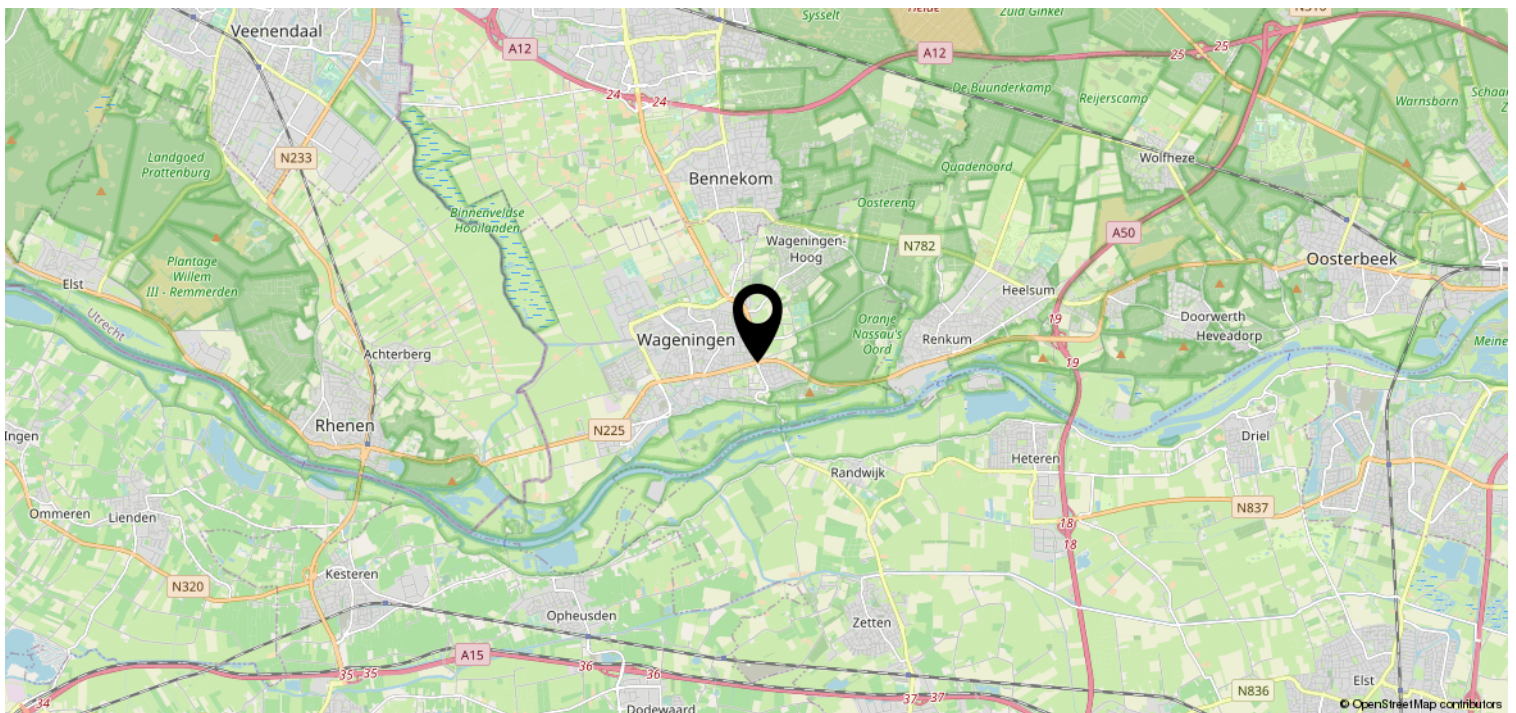 Sysselt
Heide
Zuid Ginkel
N310
Veenendaal
A12
A12
25
25
De Buunderkamp
24
24
Reijerscamp
Warnsborn
Landgoed
Prattenburg
N233
Wolfheze
Quadenoord
Bennekom
Binnenveldse
Hooilanden
Oostereng
Wageningen-
Hoog
N782
A50
Plantage
Willem
III - Remmerden
Elst
Oosterbeek
Heelsum
Utrecht
Oranje
Nassau's
Oord
19
Doorwerth
Heveadorp
Wageningen
Renkum
Achterberg
19
Rhenen
N225
Ingen
Driel
Heteren
Randwijk
Ommeren
Lienden
N837
18
18
Kesteren
N320
Opheusden
Zetten
A15
35
35
36
36
37
37
34
Elst
N836
Dodewaard
© OpenStreetMap contributors